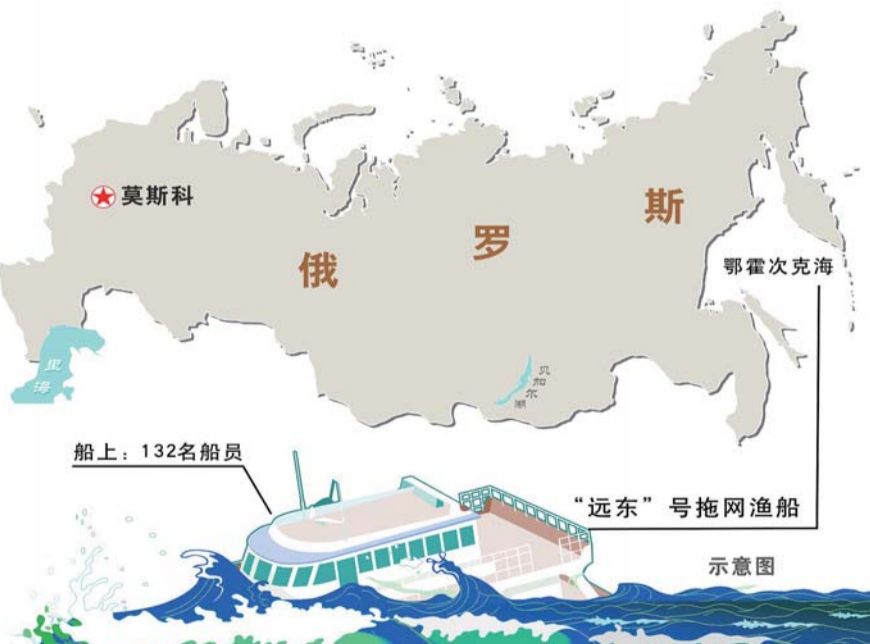 莫斯科
俄罗斯
鄂霍次克海
里海
贝加尔湖
船上：132名船员
“远东”号拖网渔船
示意图